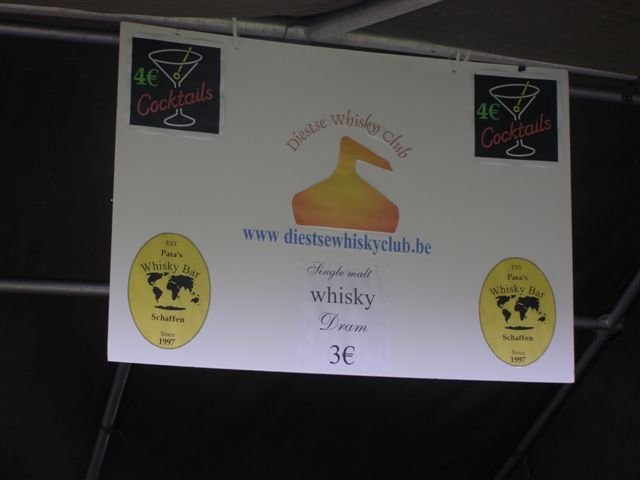 4€
Cocktails
4€
Cocktails
Diestse Whisky Club
www diestsewhiskyclub.be
EST.
Para's
Whisky Bar
Schaffen
Since
1997
Single malt
whisky
Dram
3€
EST.
Para's
Whisky Bar
Schaffen
Since
1997